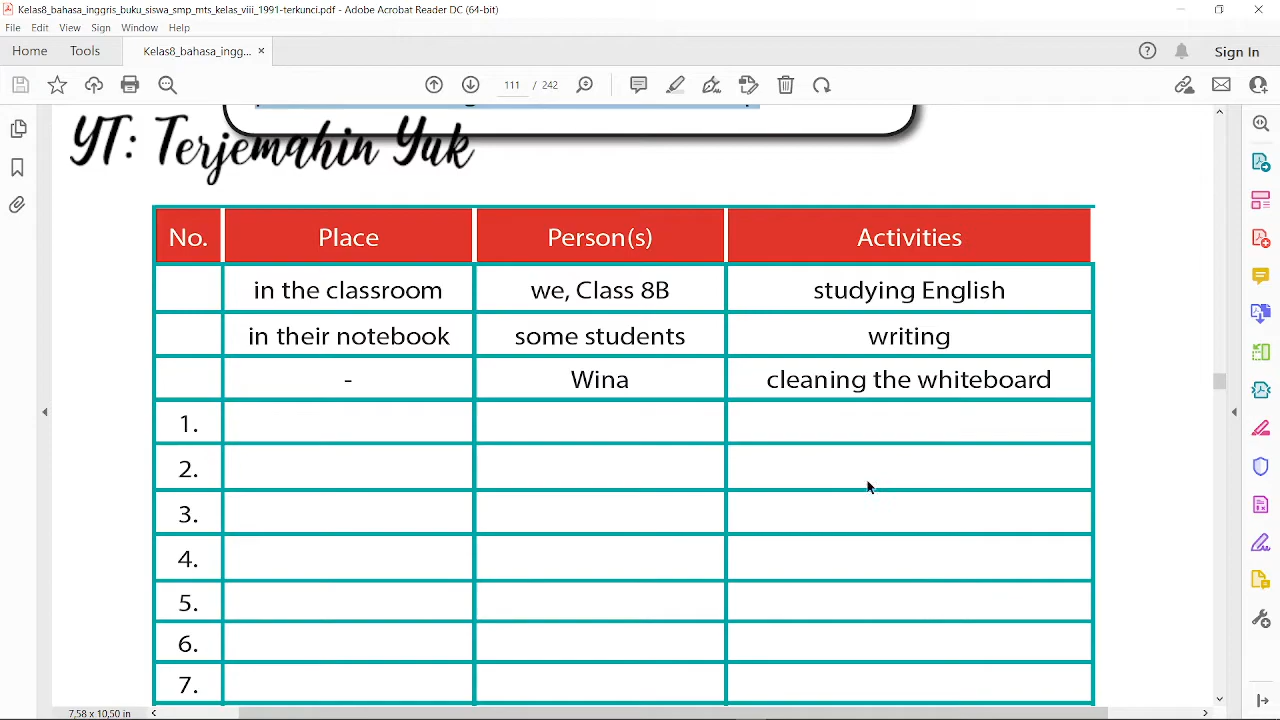 Kelas8_bahasa_inggris_buku_siswa_smp_mts_kelas_viii_1991-terkunci.pdf - Adobe Acrobat Reader DC (64-bit)
File Edit View Sign Window Help
Home Tools Kelas8_bahasa_ingg... × Sign In
111 / 242
YT: Terjemahin Yuk
No. Place Person(s) Activities
in the classroom we, Class 8B studying English
in their notebook some students writing
- Wina cleaning the whiteboard
1.
2.
3.
4.
5.
6.
7.
7,58 x 10,50 in